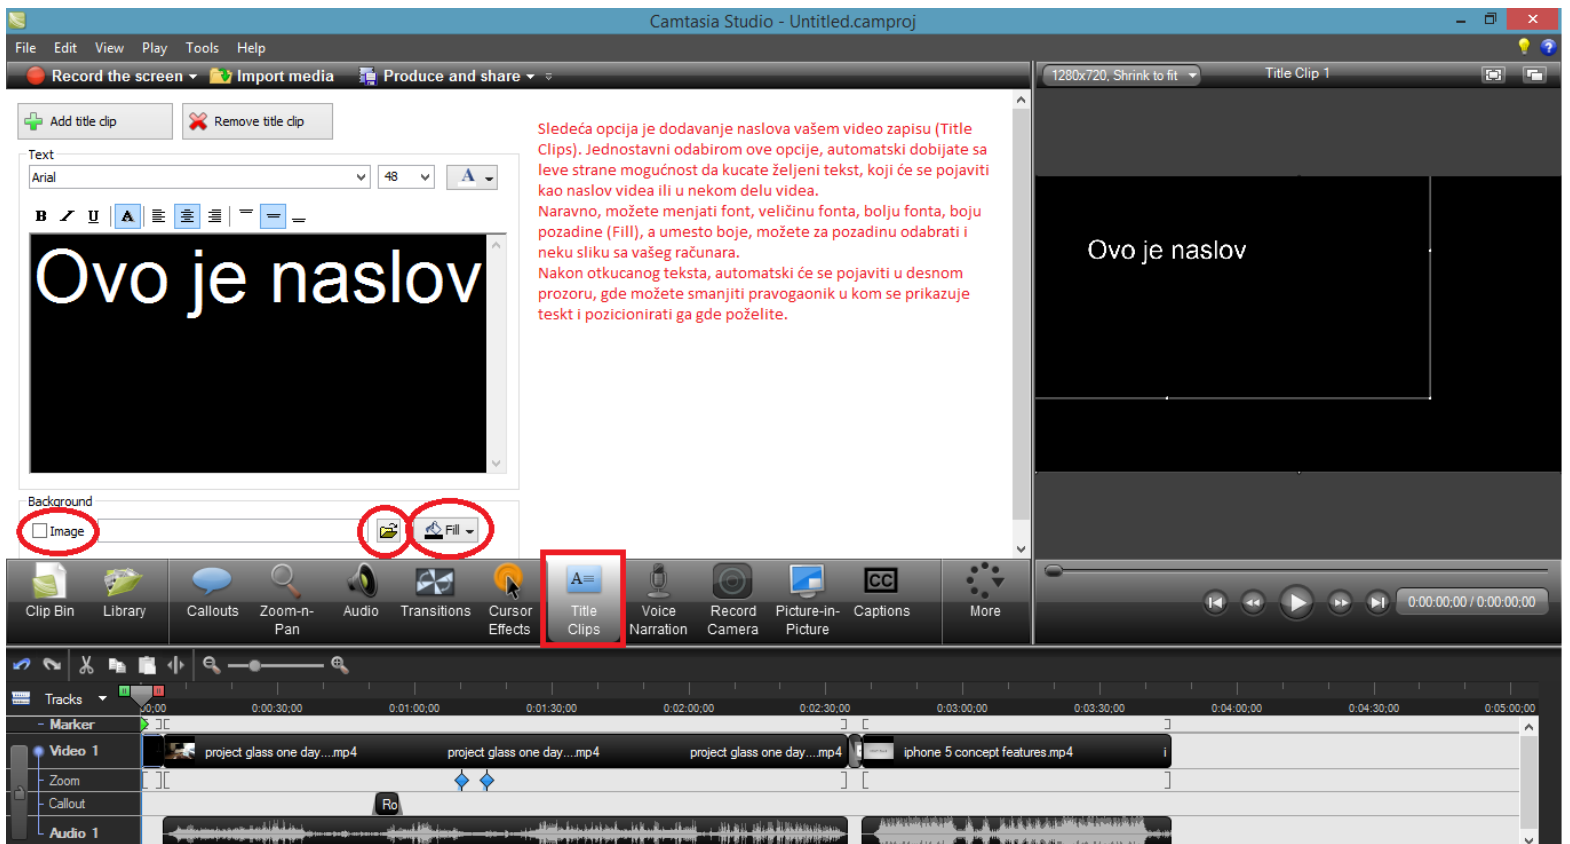 Camtasia Studio - Untitled.camproj
File Edit View Play Tools Help
Record the screen Import media Produce and share
1280x720, Shrink to fit Title Clip 1
Add title clip Remove title clip
Text
Arial 48 A
B I U A
Ovo je naslov
Background
Image Fill
Sledeća opcija je dodavanje naslova vašem video zapisu (Title
Clips). Jednostavni odabirom ove opcije, automatski dobijate sa
leve strane mogućnost da kucate željeni tekst, koji će se pojaviti
kao naslov videa ili u nekom delu videa.
Naravno, možete menjati font, veličinu fonta, bolju fonta, boju
pozadine (Fill), a umesto boje, možete za pozadinu odabrati i
neku sliku sa vašeg računara.
Nakon otkucanog teksta, automatski će se pojaviti u desnom
prozoru, gde možete smanjiti pravogaonik u kom se prikazuje
teskt i pozicionirati ga gde poželite.
Ovo je naslov
A CC
Clip Bin Library Callouts Zoom-n- Audio Transitions Cursor Title Voice Record Picture-in- Captions More
Pan Effects Clips Narration Camera Picture
0:00:00;00 / 0:00:00;00
Tracks
00;00 0:00:30;00 0:01:00;00 0:01:30;00 0:02:00;00 0:02:30;00 0:03:00;00 0:03:30;00 0:04:00;00 0:04:30;00 0:05:00;00
Marker
Video 1 project glass one day....mp4 project glass one day....mp4 project glass one day....mp4 iphone 5 concept features.mp4 i
Zoom
Callout Ro
Audio 1